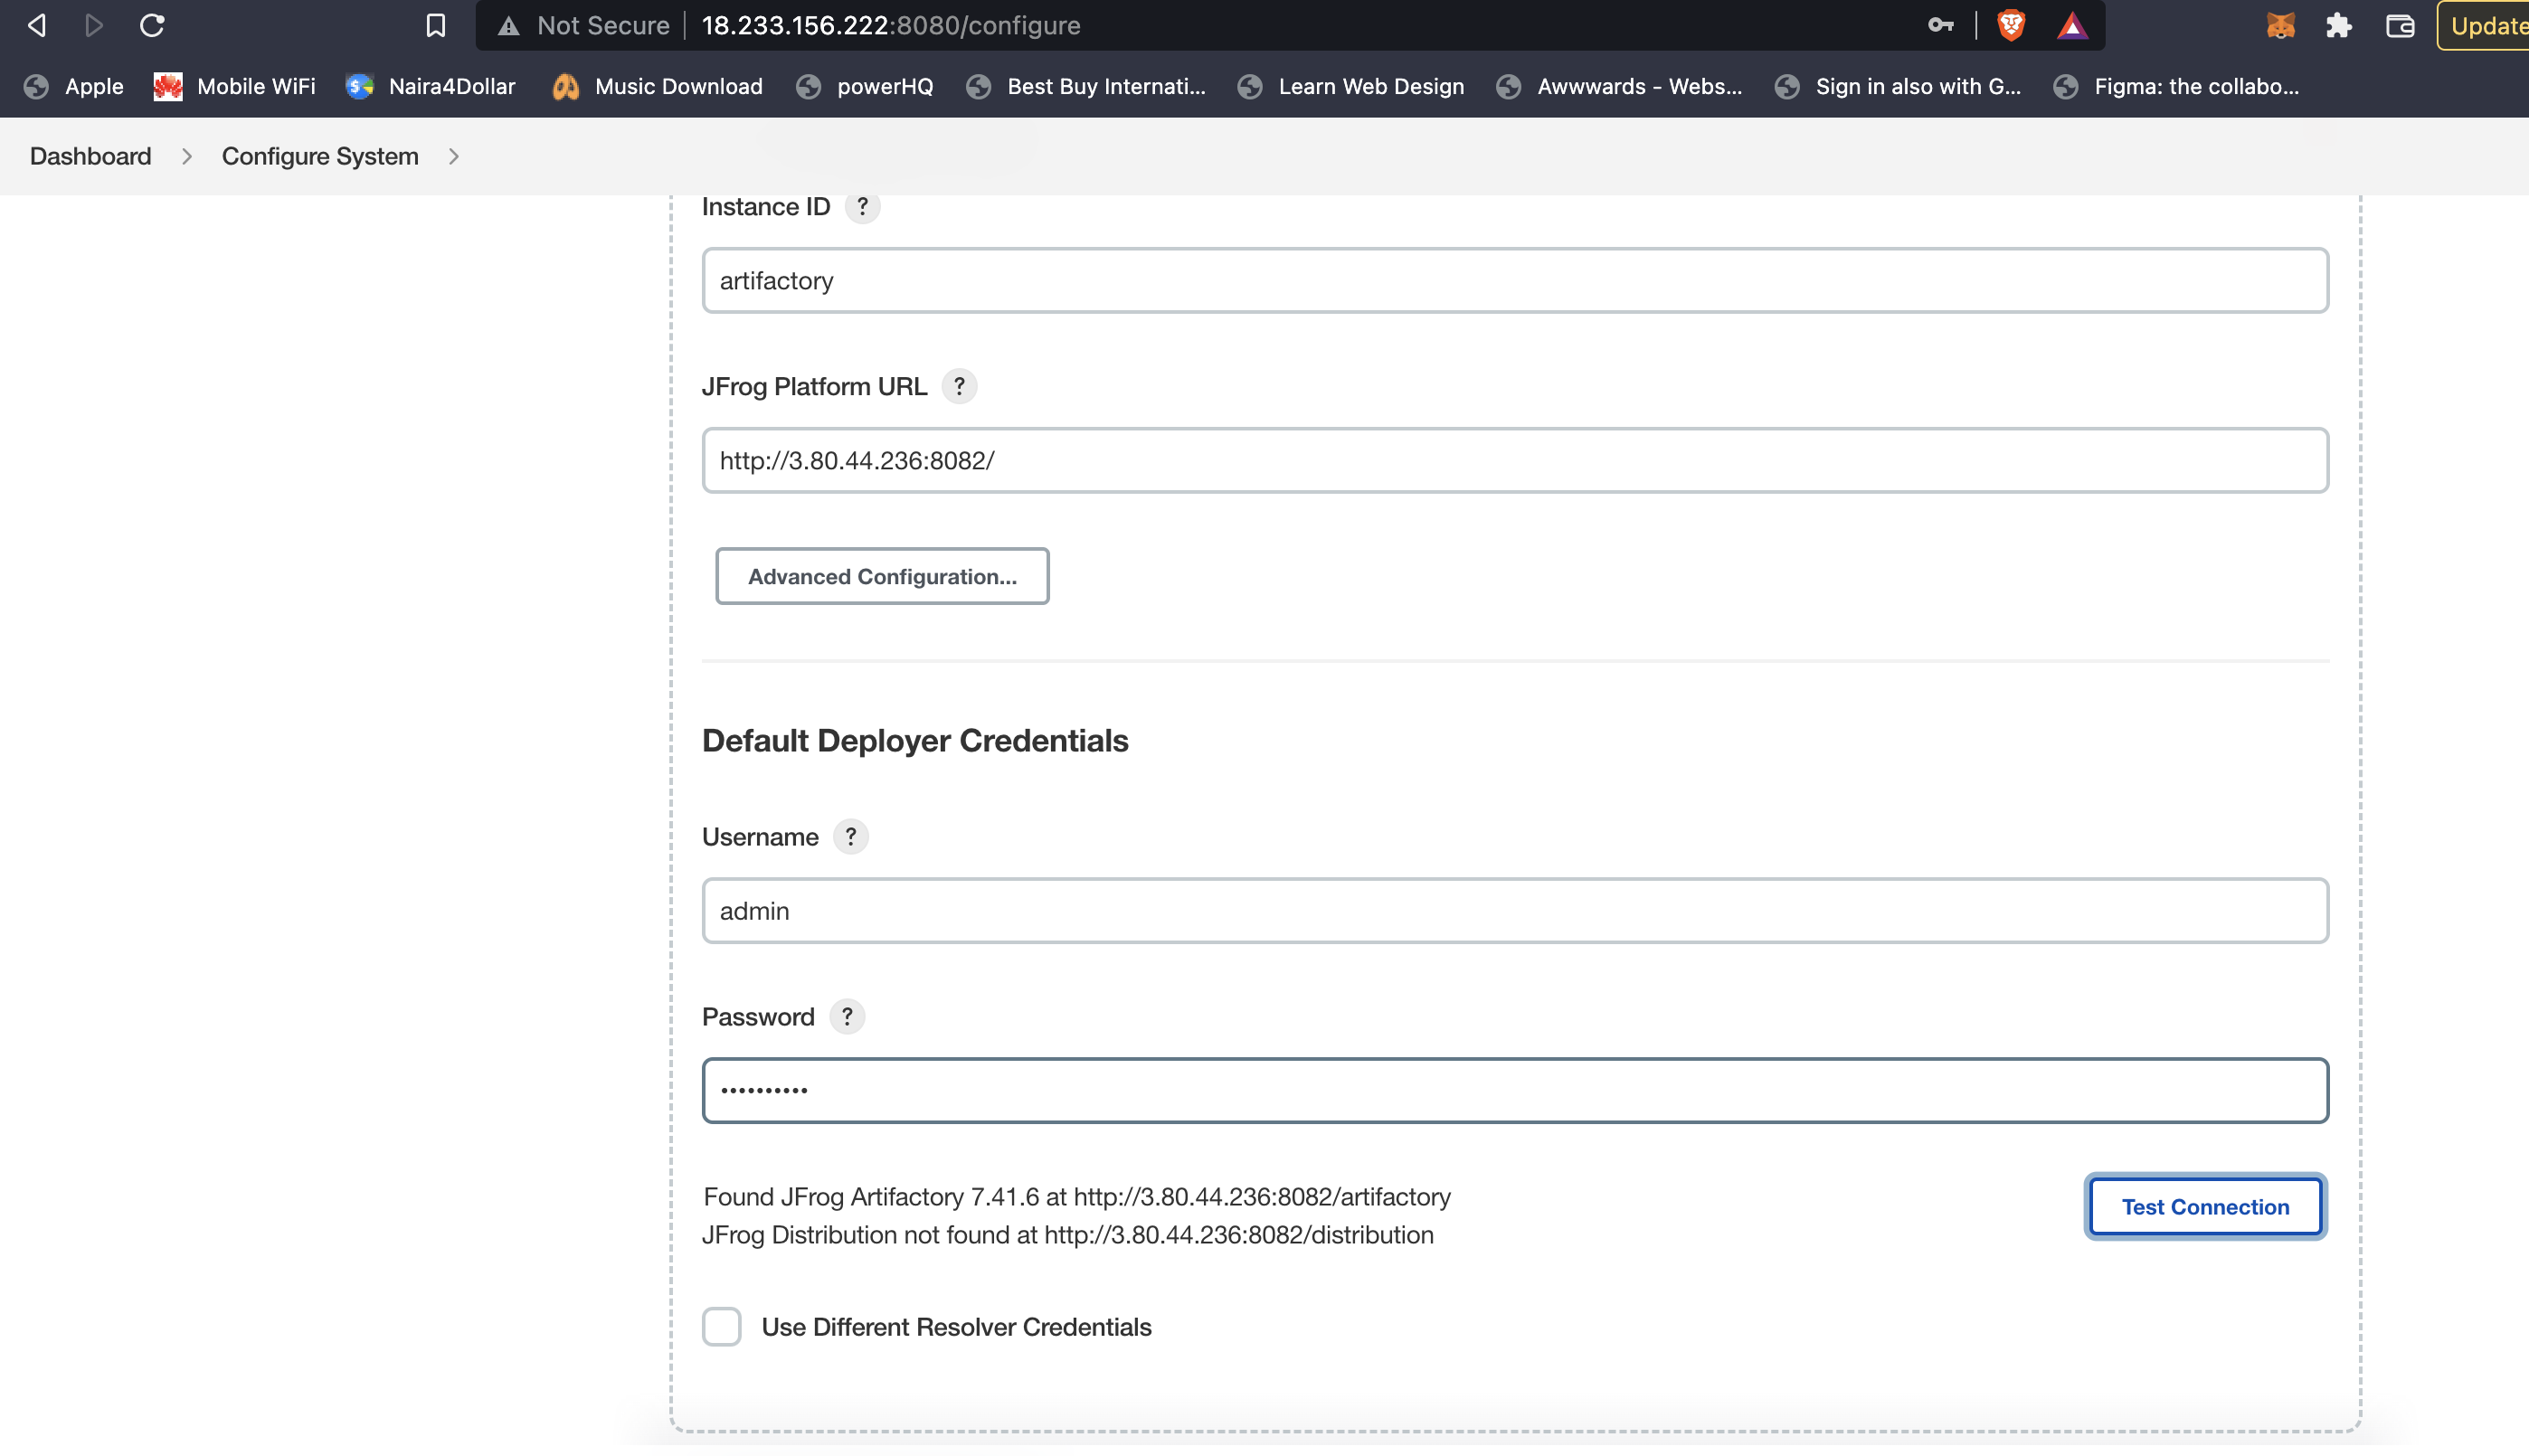 Not Secure 18.233.156.222:8080/configure
Update
Apple Mobile WiFi Naira4Dollar Music Download powerHQ Best Buy Internati... Learn Web Design Awwwards - Webs... Sign in also with G... Figma: the collabo...
Dashboard > Configure System >
Instance ID ?
artifactory
JFrog Platform URL ?
http://3.80.44.236:8082/
Advanced Configuration...
Default Deployer Credentials
Username ?
admin
Password ?
••••••••••
Found JFrog Artifactory 7.41.6 at http://3.80.44.236:8082/artifactory
JFrog Distribution not found at http://3.80.44.236:8082/distribution
Test Connection
Use Different Resolver Credentials